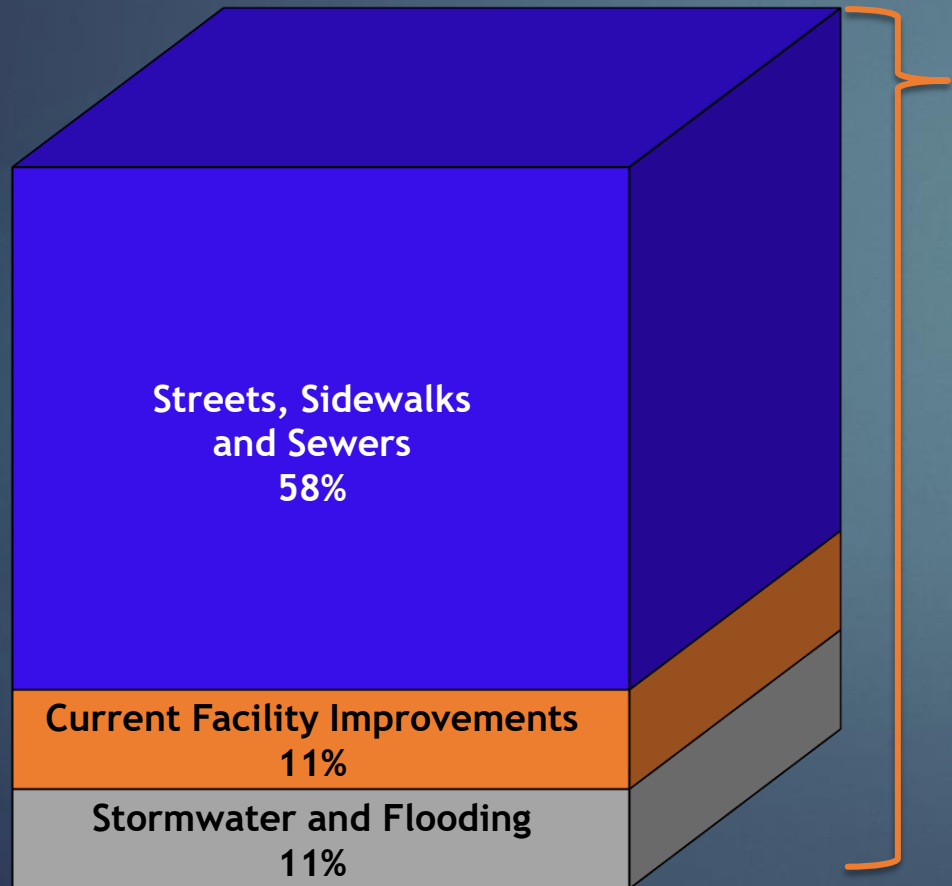 Streets, Sidewalks
and Sewers
58%
Current Facility Improvements
11%
Stormwater and Flooding
11%